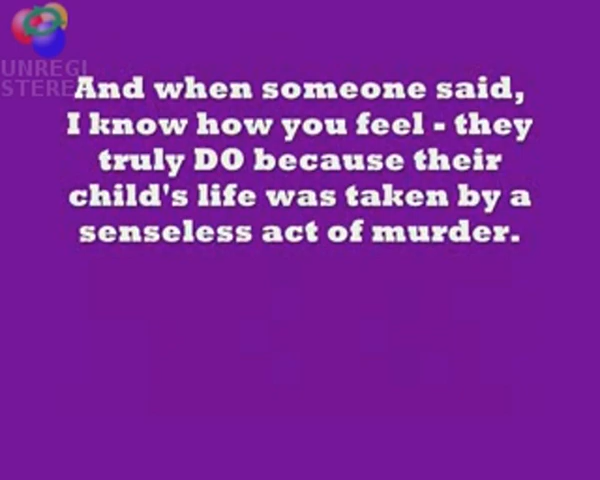 UNREGI
STERE
And when someone said,
I know how you feel - they
truly DO because their
child's life was taken by a
senseless act of murder.